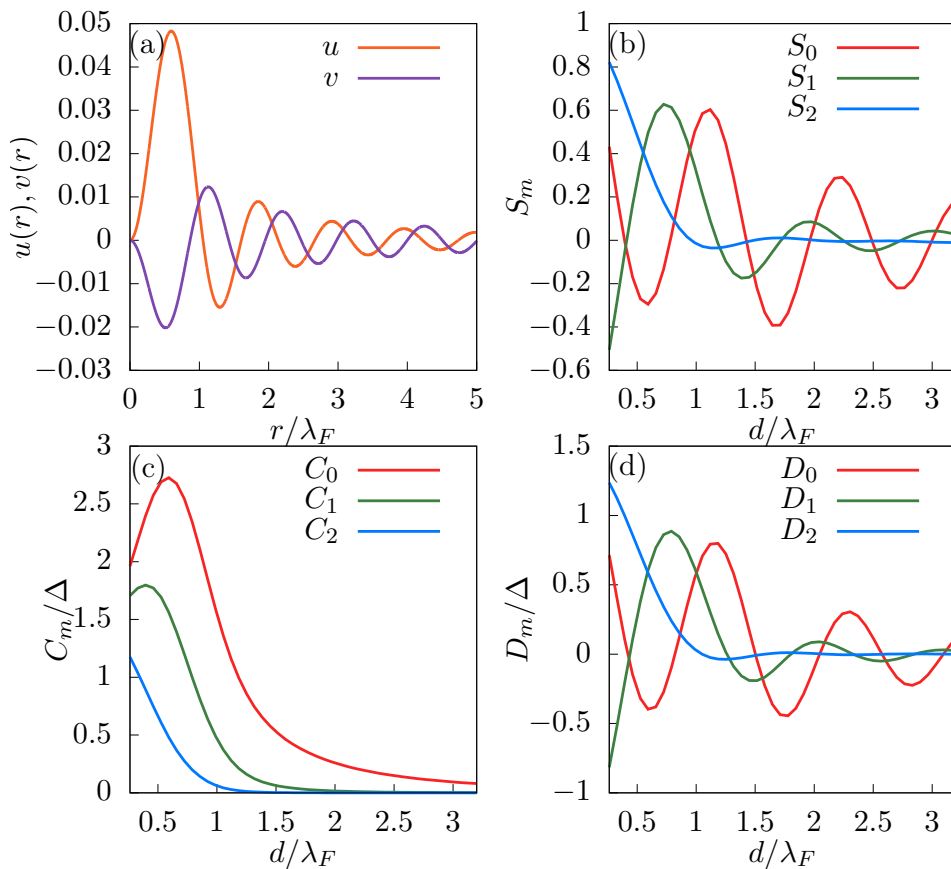 (a)
u
v
0.05
0.04
0.03
0.02
0.01
0
−0.01
−0.02
−0.03
u(r), v(r)
0 1 2 3 4 5
r/λ_F
(b)
S_0
S_1
S_2
1
0.8
0.6
0.4
0.2
0
−0.2
−0.4
−0.6
S_m
0.5 1 1.5 2 2.5 3
d/λ_F
(c)
C_0
C_1
C_2
3
2.5
2
1.5
1
0.5
0
C_m/Δ
0.5 1 1.5 2 2.5 3
d/λ_F
(d)
D_0
D_1
D_2
1.5
1
0.5
0
−0.5
−1
D_m/Δ
0.5 1 1.5 2 2.5 3
d/λ_F